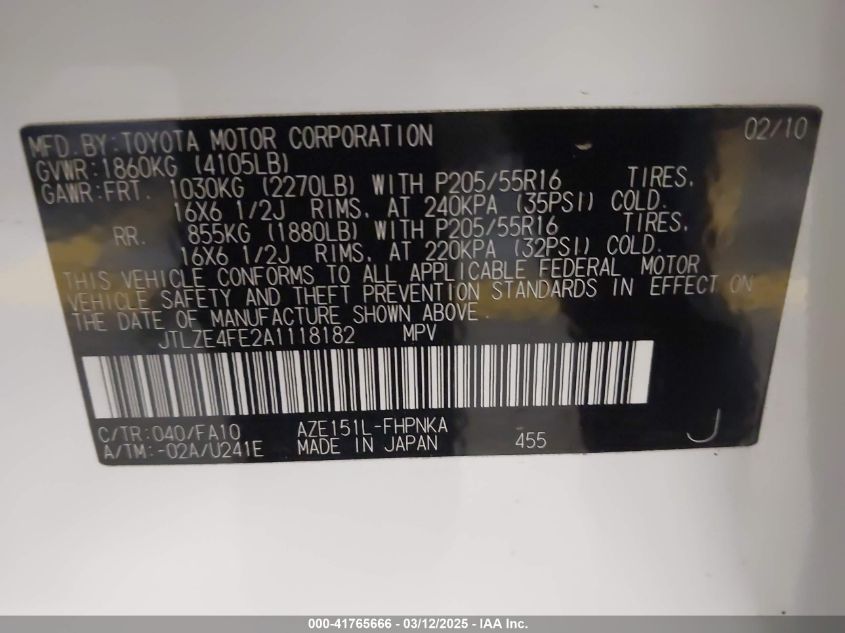 MFD. BY: TOYOTA MOTOR CORPORATION 02/10
GVWR: 1860KG (4105LB)
GAWR: FRT. 1030KG (2270LB) WITH P205/55R16 TIRES,
16X6 1/2J RIMS, AT 240KPA (35PSI) COLD.
RR. 855KG (1880LB) WITH P205/55R16 TIRES,
16X6 1/2J RIMS, AT 220KPA (32PSI) COLD.
THIS VEHICLE CONFORMS TO ALL APPLICABLE FEDERAL MOTOR
VEHICLE SAFETY AND THEFT PREVENTION STANDARDS IN EFFECT ON
THE DATE OF MANUFACTURE SHOWN ABOVE.
JTLZE4FE2A1118182 MPV
C/TR: 040/FA10 AZE151L-FHPNKA
A/TM: -02A/U241E MADE IN JAPAN 455 J
000-41765666 - 03/12/2025 - IAA Inc.